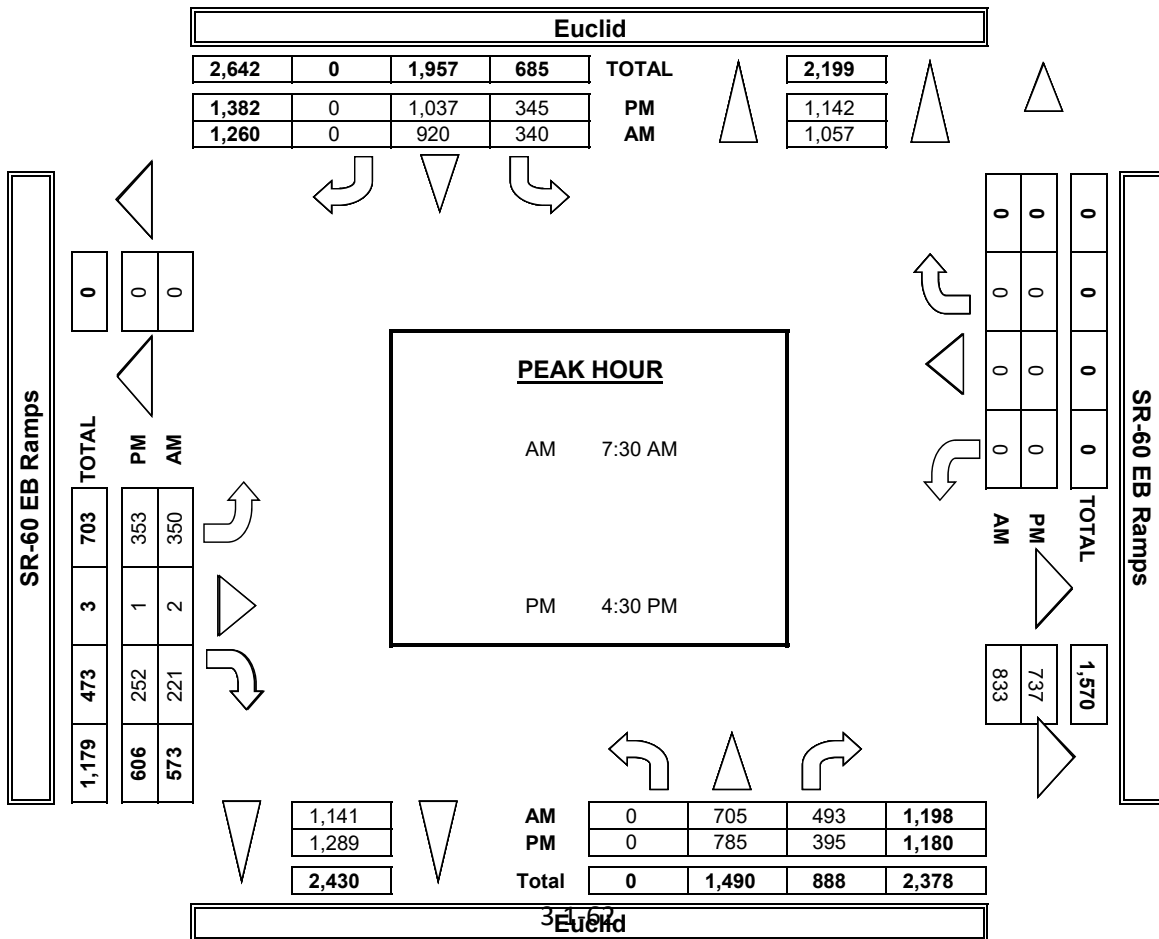 Euclid
2,642 0 1,957 685 TOTAL 2,199
1,382 0 1,037 345 PM 1,142
1,260 0 920 340 AM 1,057
SR-60 EB Ramps
0 0 0
TOTAL PM AM
703 353 350
3 1 2
473 252 221
1,179 606 573
PEAK HOUR
AM 7:30 AM
PM 4:30 PM
0 0 0
0 0 0
0 0 0
0 0 0
AM PM TOTAL
833 737 1,570
SR-60 EB Ramps
1,141 AM 0 705 493 1,198
1,289 PM 0 785 395 1,180
2,430 Total 0 1,490 888 2,378
Euclid
3.1-62